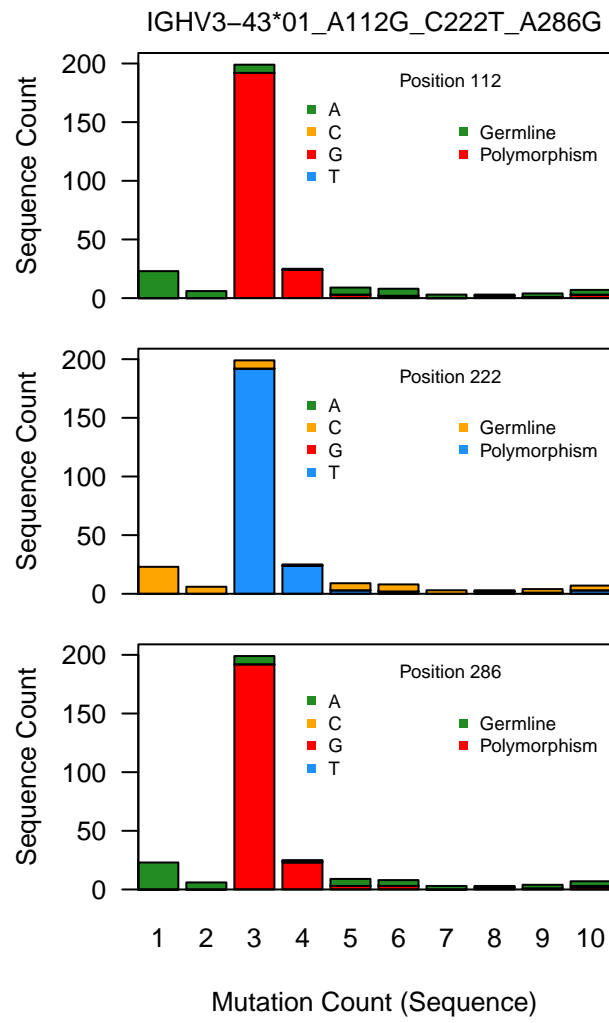 IGHV3−43*01_A112G_C222T_A286G
Sequence Count
200
150
100
50
0
Position 112
A
C
G
T
Germline
Polymorphism
Sequence Count
200
150
100
50
0
Position 222
A
C
G
T
Germline
Polymorphism
Sequence Count
200
150
100
50
0
Position 286
A
C
G
T
Germline
Polymorphism
1 2 3 4 5 6 7 8 9 10
Mutation Count (Sequence)